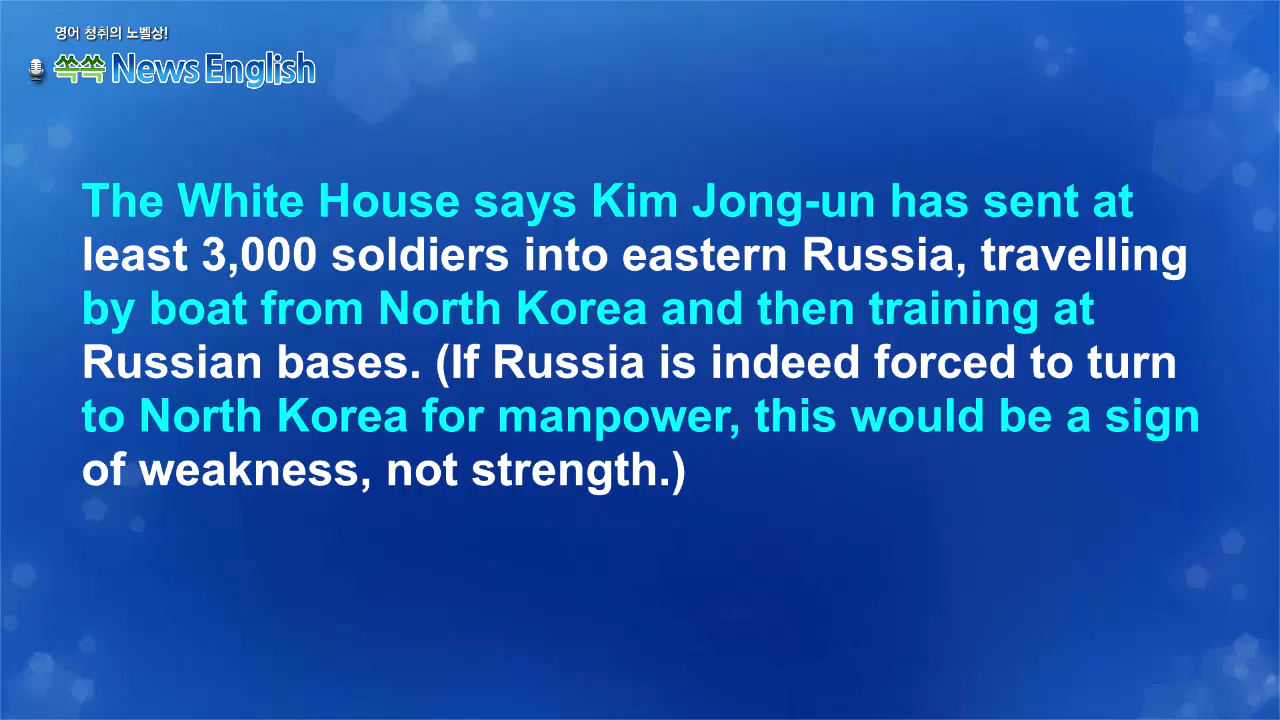 영어 청취의 노벨상!
쏙쏙 News English
The White House says Kim Jong-un has sent at
least 3,000 soldiers into eastern Russia, travelling
by boat from North Korea and then training at
Russian bases. (If Russia is indeed forced to turn
to North Korea for manpower, this would be a sign
of weakness, not strength.)